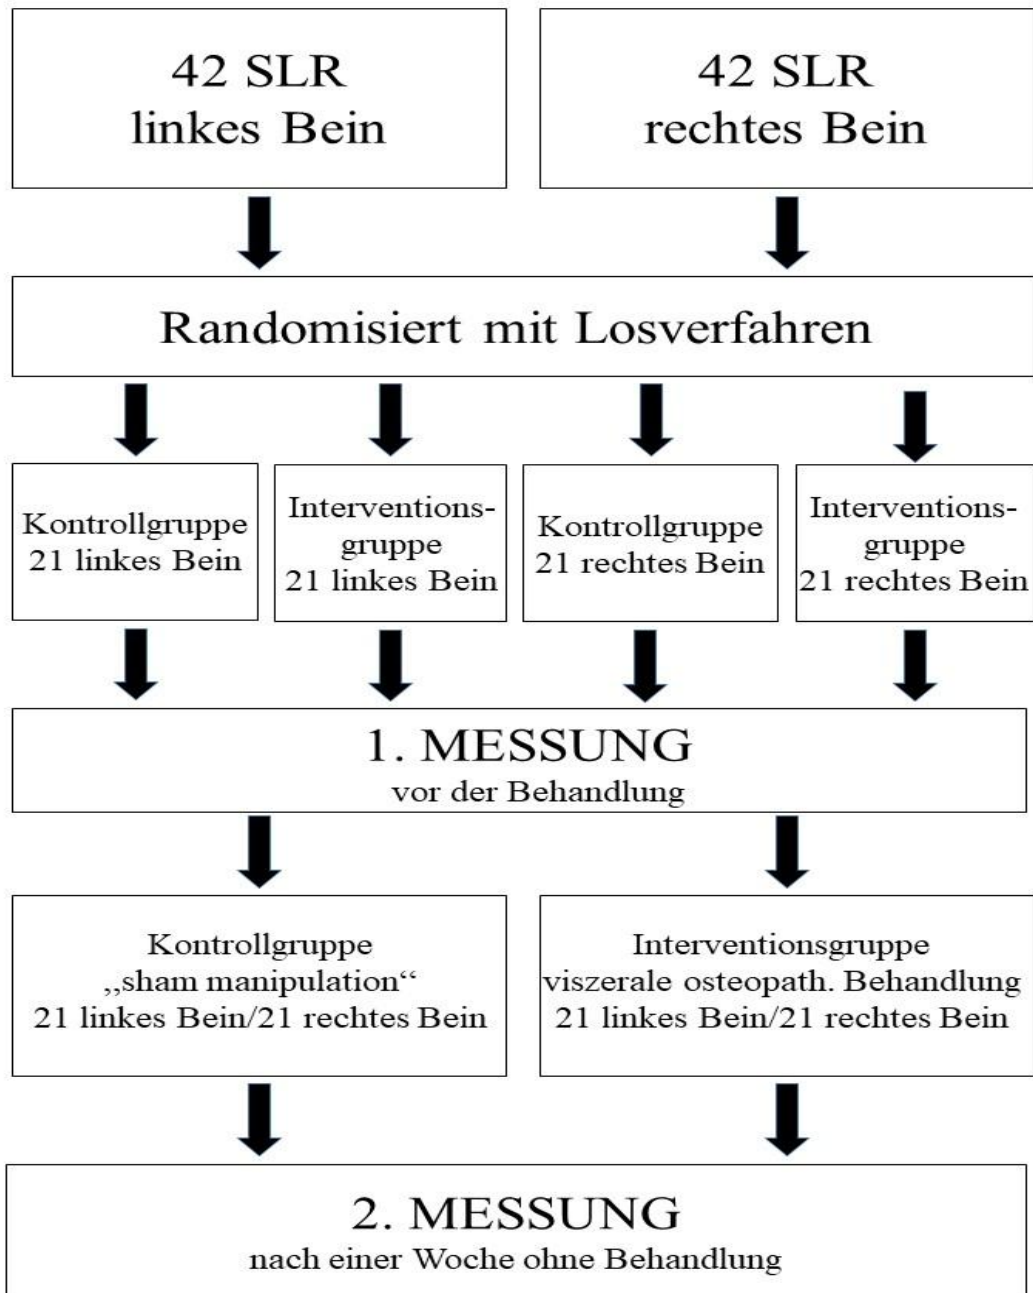 42 SLR
linkes Bein
42 SLR
rechtes Bein
Randomisiert mit Losverfahren
Kontrollgruppe
21 linkes Bein
Interventions-
gruppe
21 linkes Bein
Kontrollgruppe
21 rechtes Bein
Interventions-
gruppe
21 rechtes Bein
1. MESSUNG
vor der Behandlung
Kontrollgruppe
„sham manipulation“
21 linkes Bein/21 rechtes Bein
Interventionsgruppe
viszerale osteopath. Behandlung
21 linkes Bein/21 rechtes Bein
2. MESSUNG
nach einer Woche ohne Behandlung